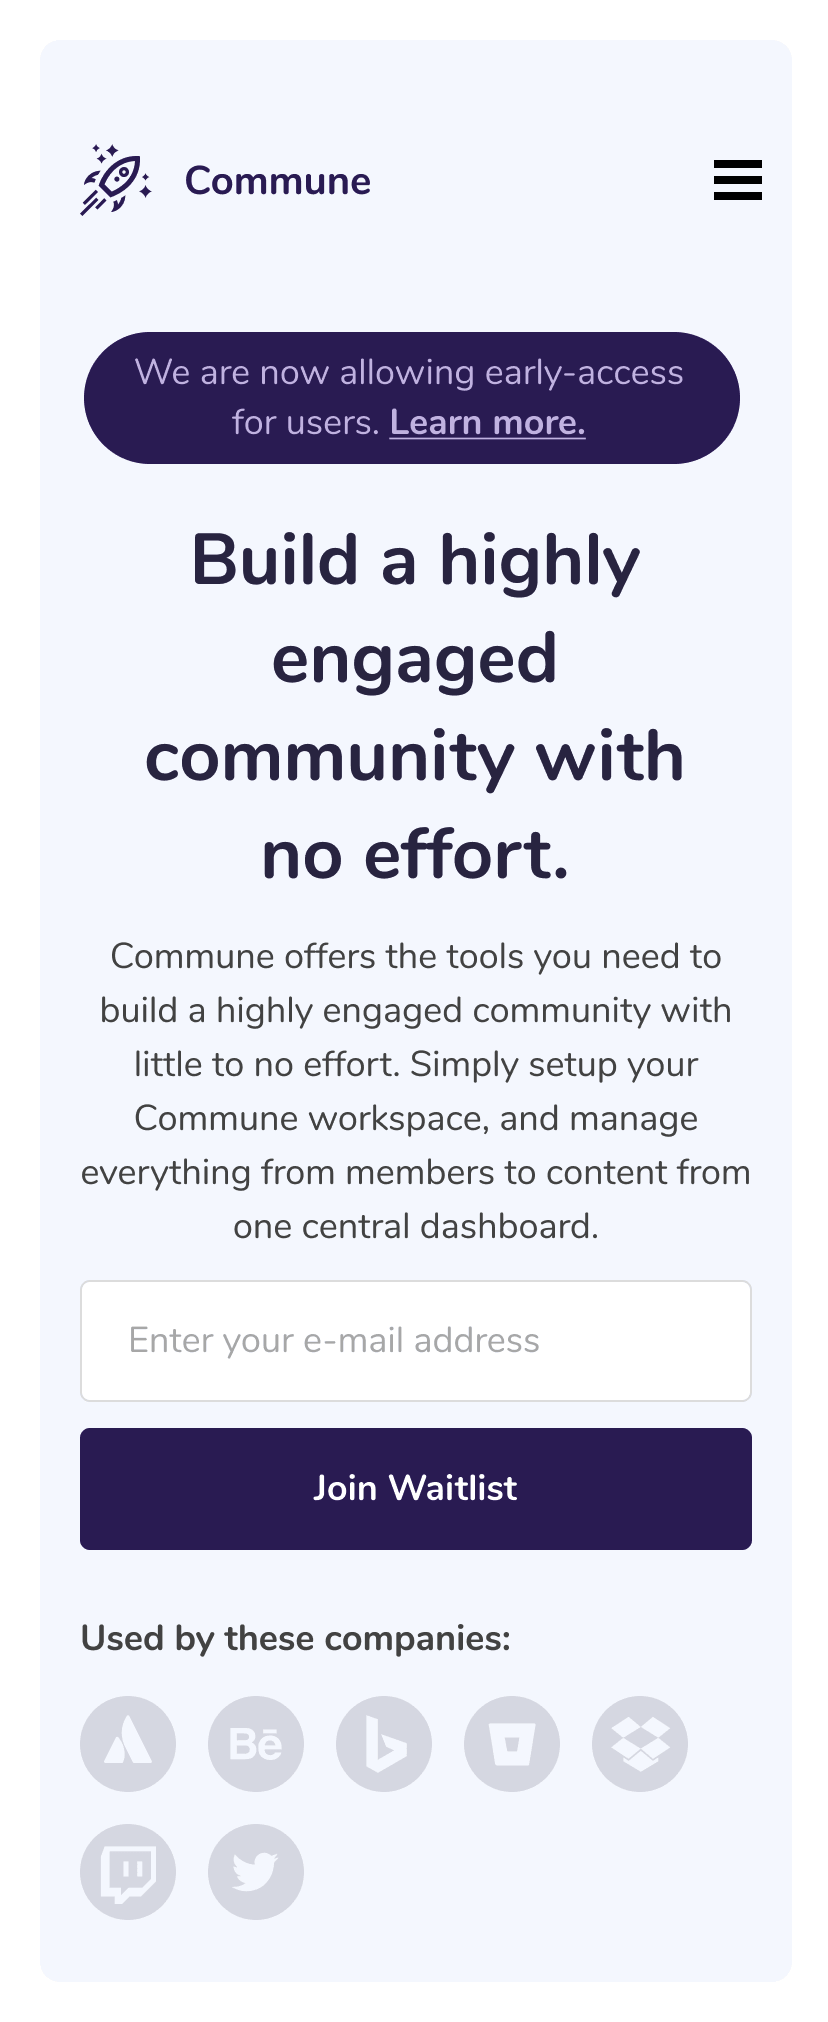 Commune
We are now allowing early-access
for users. Learn more.
Build a highly
engaged
community with
no effort.
Commune offers the tools you need to
build a highly engaged community with
little to no effort. Simply setup your
Commune workspace, and manage
everything from members to content from
one central dashboard.
Enter your e-mail address
Join Waitlist
Used by these companies:
Bē